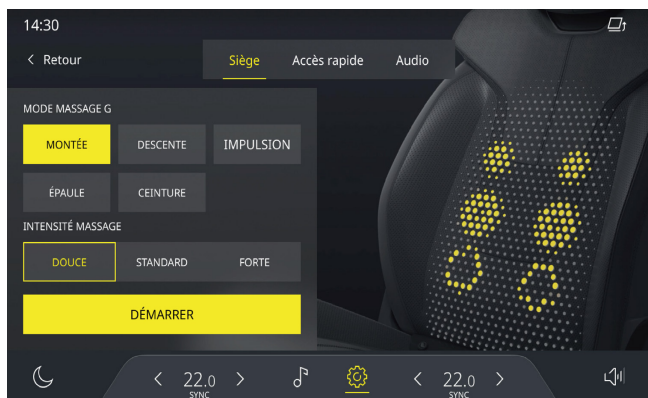 14:30
Retour
Siège Accès rapide Audio
MODE MASSAGE G
MONTÉE DESCENTE IMPULSION
ÉPAULE CEINTURE
INTENSITÉ MASSAGE
DOUCE STANDARD FORTE
DÉMARRER
22.0 22.0
SYNC SYNC